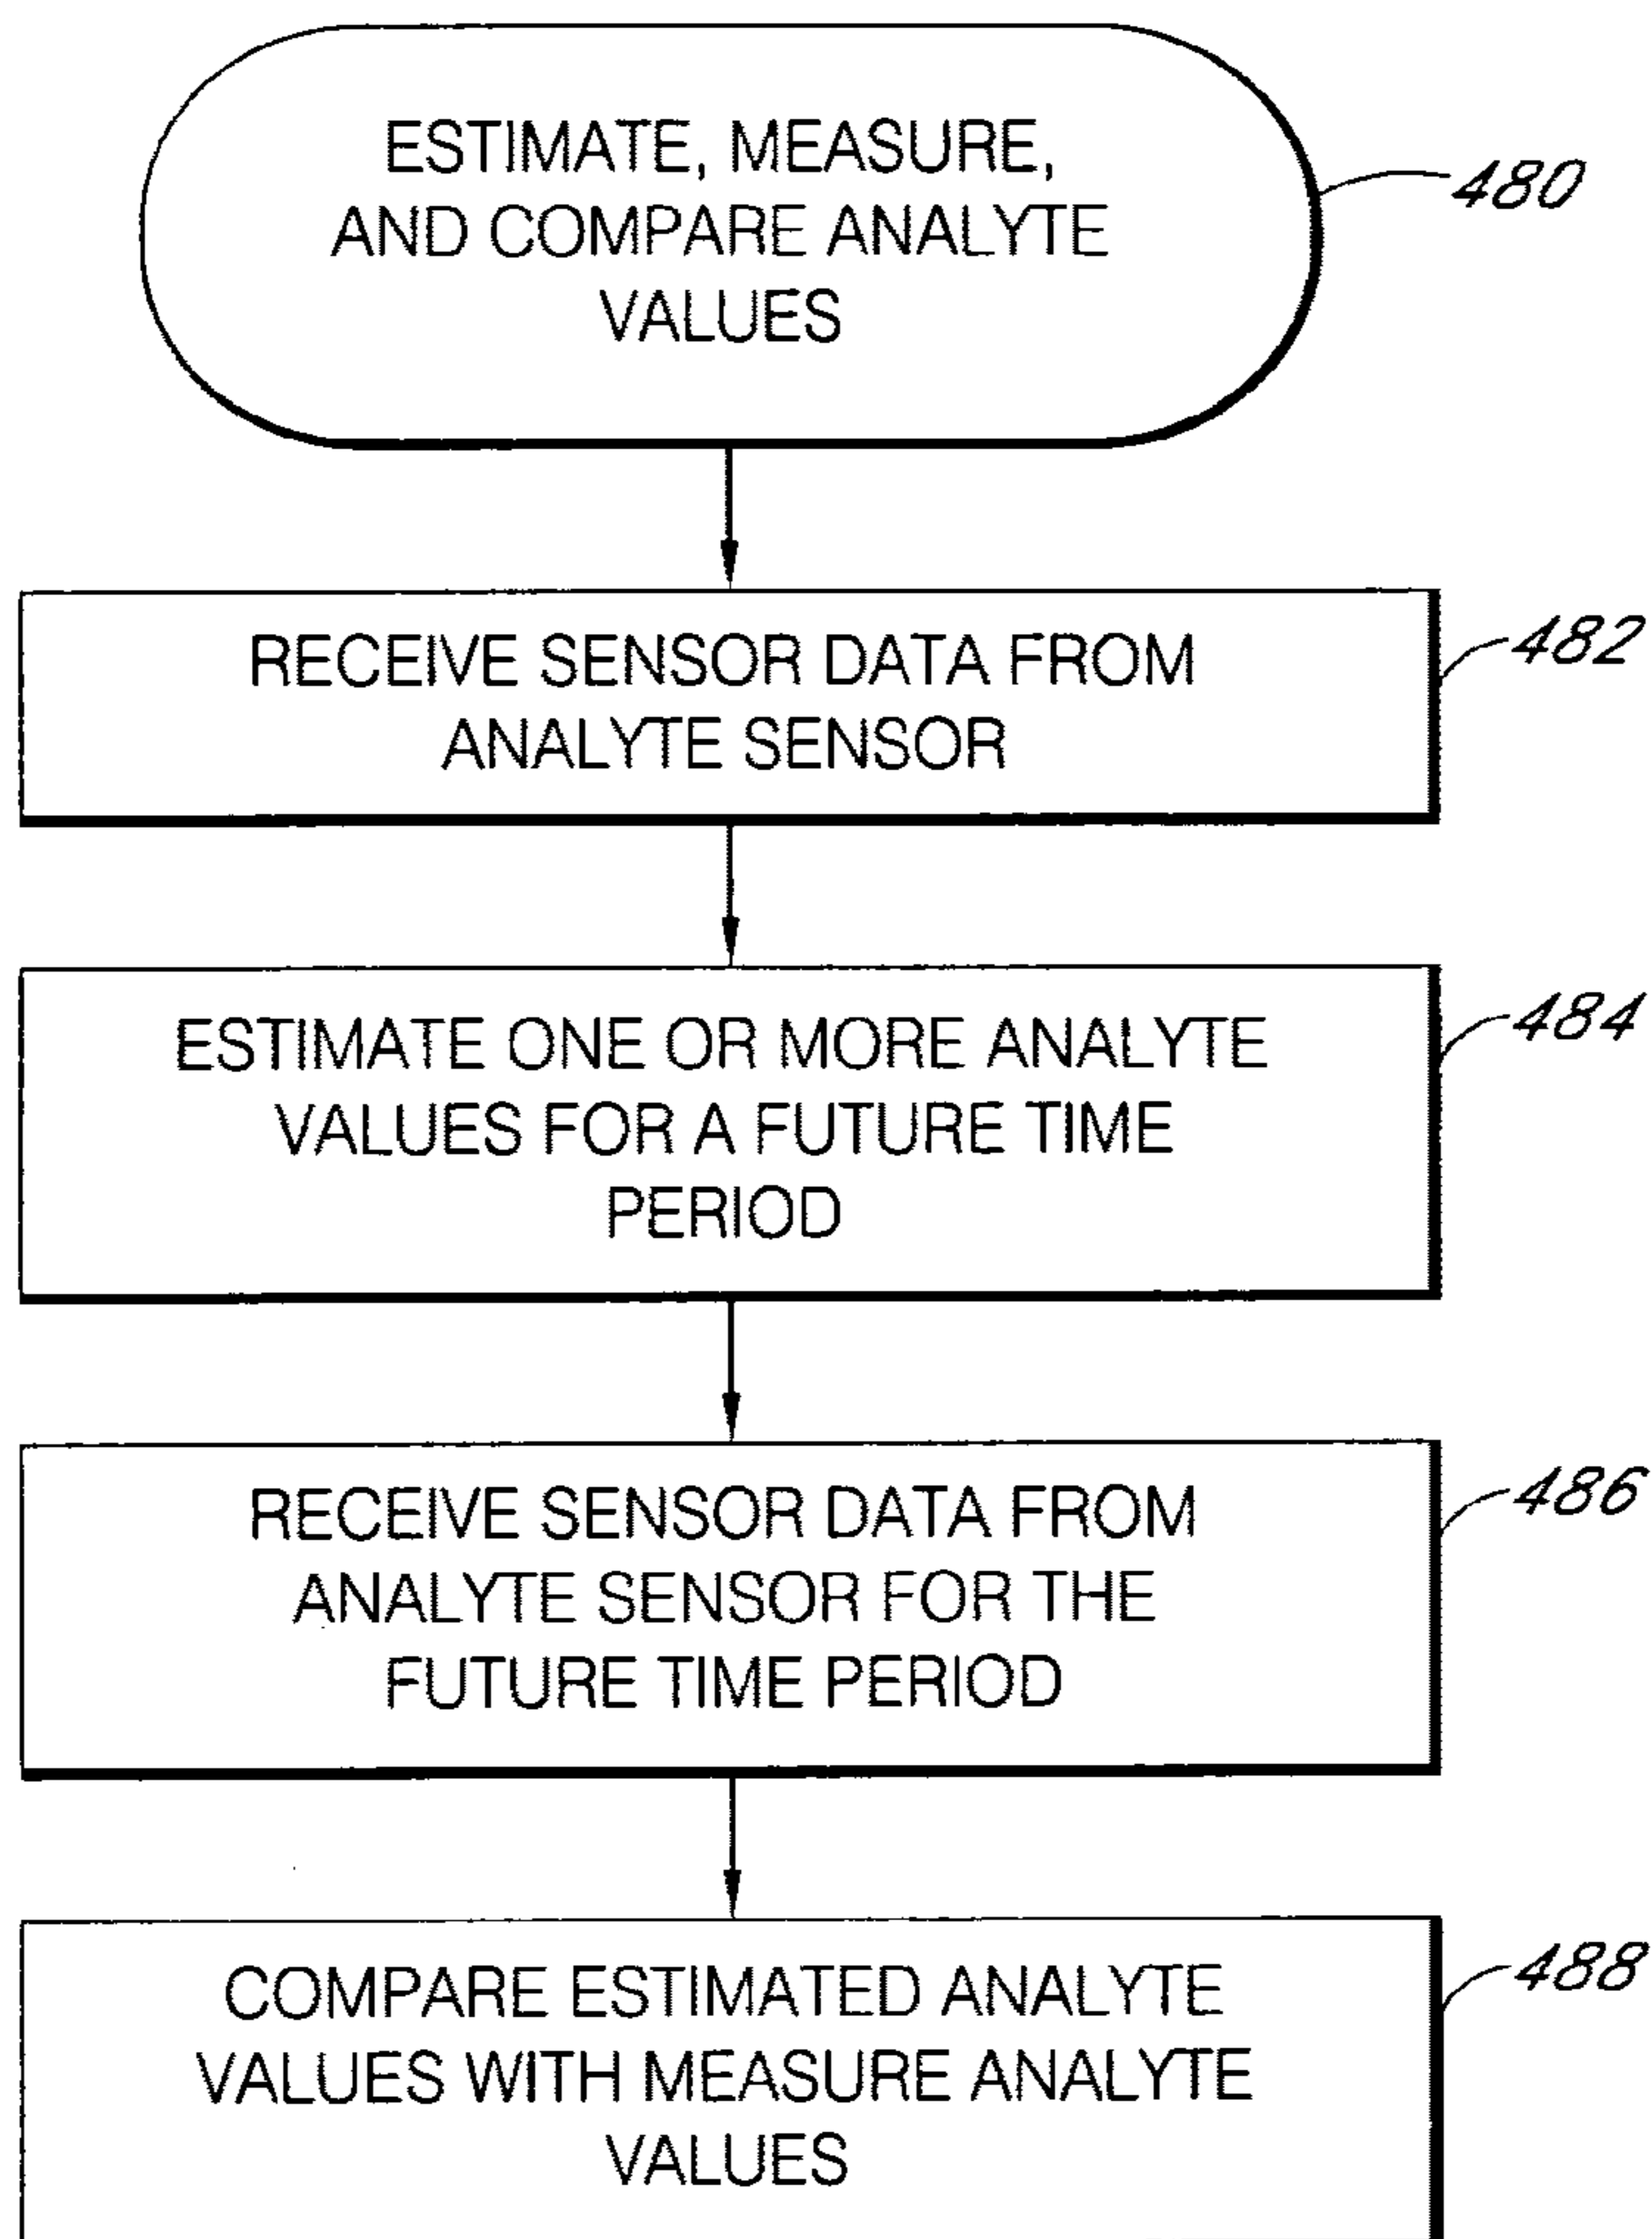 ESTIMATE, MEASURE,
AND COMPARE ANALYTE
VALUES
480
RECEIVE SENSOR DATA FROM
ANALYTE SENSOR
482
ESTIMATE ONE OR MORE ANALYTE
VALUES FOR A FUTURE TIME
PERIOD
484
RECEIVE SENSOR DATA FROM
ANALYTE SENSOR FOR THE
FUTURE TIME PERIOD
486
COMPARE ESTIMATED ANALYTE
VALUES WITH MEASURE ANALYTE
VALUES
488